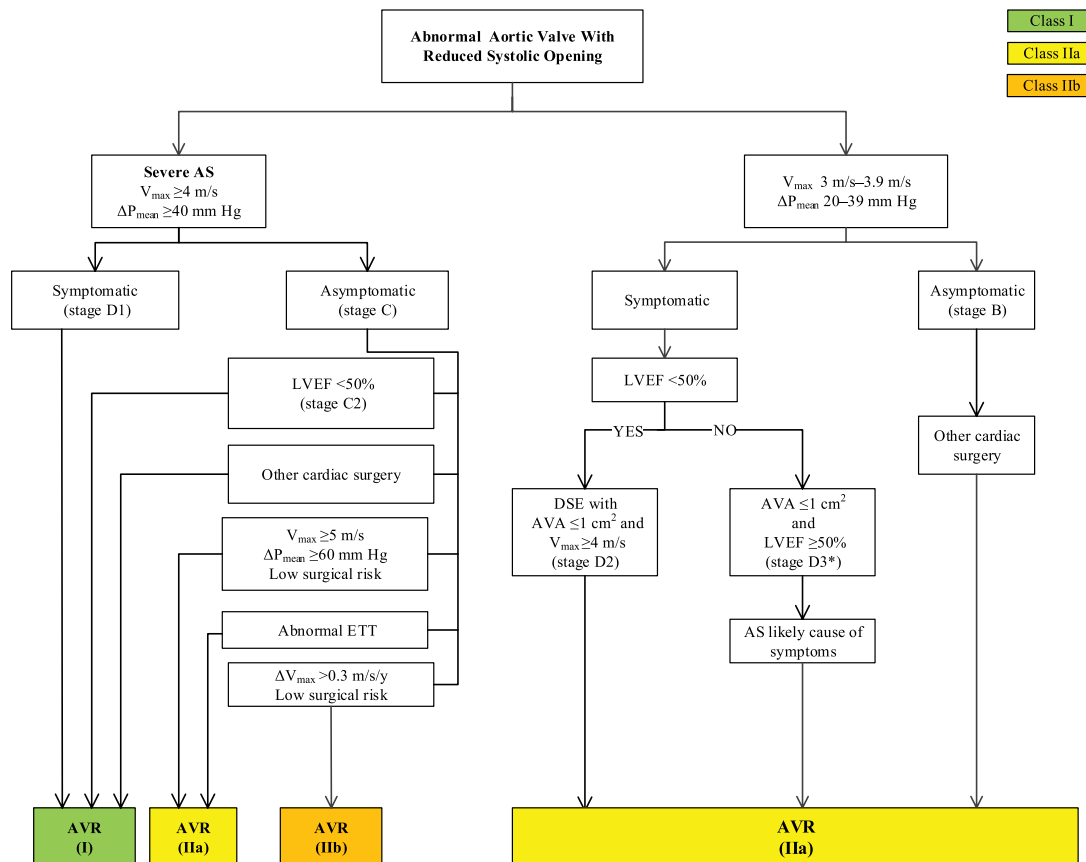 Abnormal Aortic Valve With
Reduced Systolic Opening
Class I
Class IIa
Class IIb
Severe AS
Vmax ≥4 m/s
ΔPmean ≥40 mm Hg
Vmax 3 m/s–3.9 m/s
ΔPmean 20–39 mm Hg
Symptomatic
(stage D1)
Asymptomatic
(stage C)
Symptomatic
Asymptomatic
(stage B)
LVEF <50%
(stage C2)
LVEF <50%
YES
NO
Other cardiac surgery
Other cardiac
surgery
Vmax ≥5 m/s
ΔPmean ≥60 mm Hg
Low surgical risk
DSE with
AVA ≤1 cm² and
Vmax ≥4 m/s
(stage D2)
AVA ≤1 cm²
and
LVEF ≥50%
(stage D3*)
Abnormal ETT
AS likely cause of
symptoms
ΔVmax >0.3 m/s/y
Low surgical risk
AVR
(I)
AVR
(IIa)
AVR
(IIb)
AVR
(IIa)